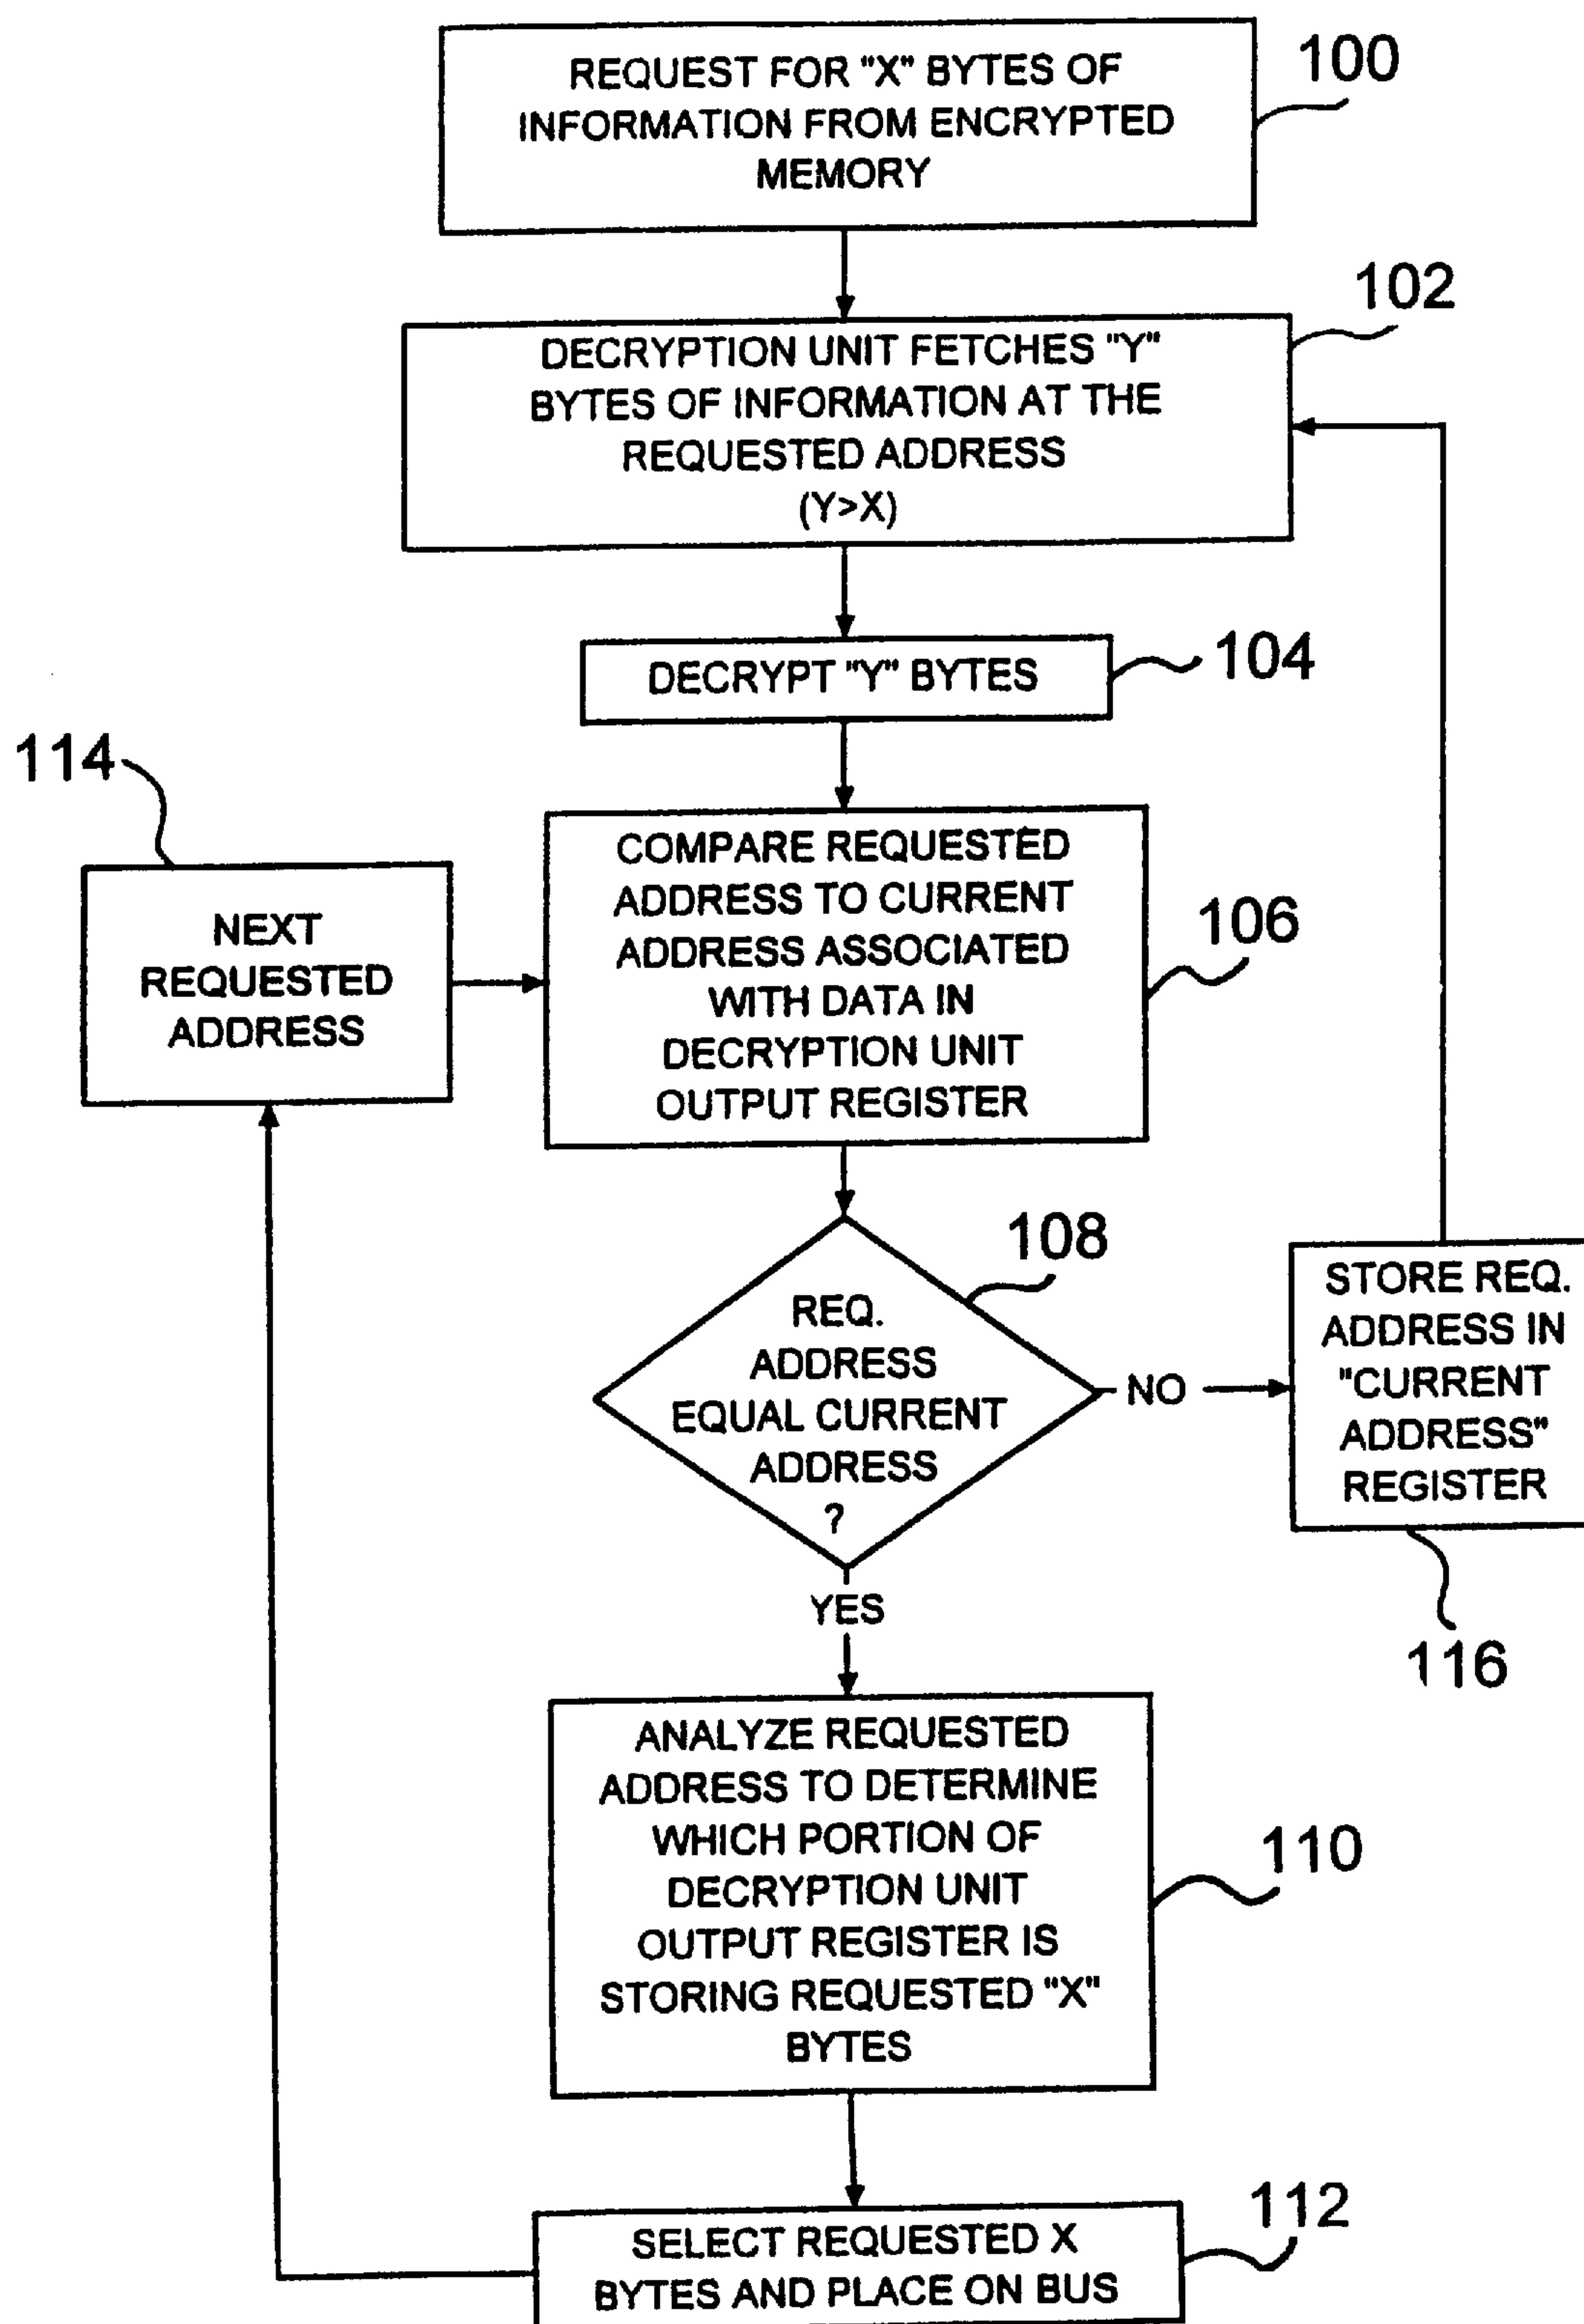 REQUEST FOR "X" BYTES OF
INFORMATION FROM ENCRYPTED
MEMORY
100
DECRYPTION UNIT FETCHES "Y"
BYTES OF INFORMATION AT THE
REQUESTED ADDRESS
(Y>X)
102
DECRYPT "Y" BYTES
104
114
NEXT
REQUESTED
ADDRESS
COMPARE REQUESTED
ADDRESS TO CURRENT
ADDRESS ASSOCIATED
WITH DATA IN
DECRYPTION UNIT
OUTPUT REGISTER
106
108
REQ.
ADDRESS
EQUAL CURRENT
ADDRESS
?
NO
STORE REQ.
ADDRESS IN
"CURRENT
ADDRESS"
REGISTER
116
YES
ANALYZE REQUESTED
ADDRESS TO DETERMINE
WHICH PORTION OF
DECRYPTION UNIT
OUTPUT REGISTER IS
STORING REQUESTED "X"
BYTES
110
SELECT REQUESTED X
BYTES AND PLACE ON BUS
112